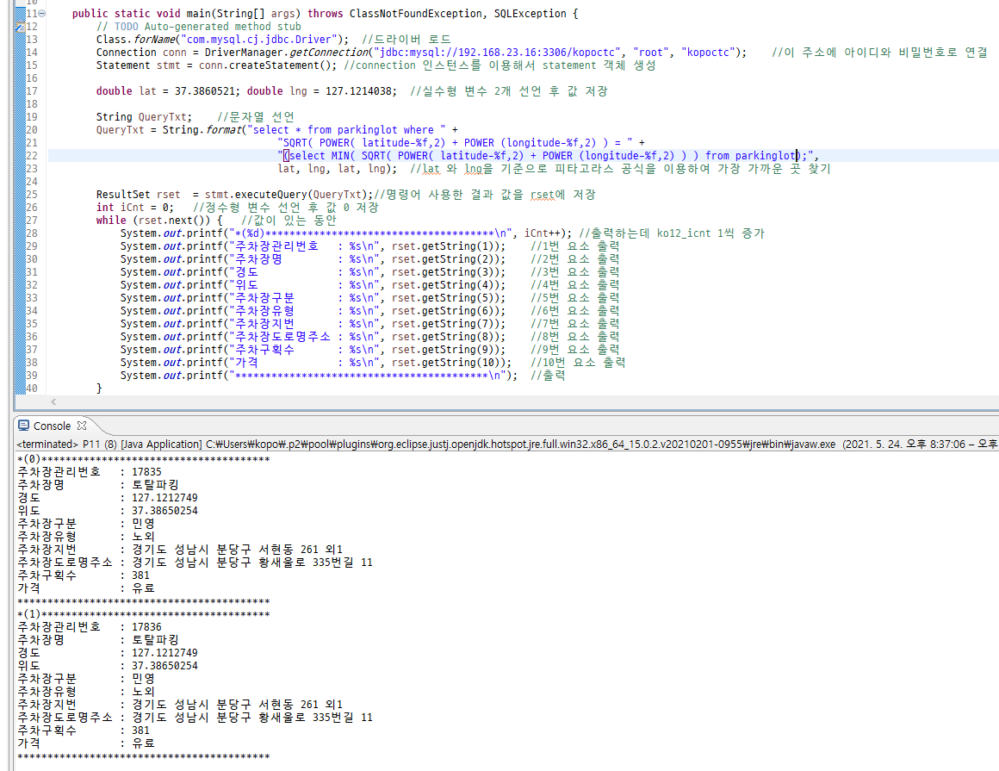 10
11 public static void main(String[] args) throws ClassNotFoundException, SQLException {
12 // TODO Auto-generated method stub
13 Class.forName("com.mysql.cj.jdbc.Driver"); //드라이버 로드
14 Connection conn = DriverManager.getConnection("jdbc:mysql://192.168.23.16:3306/kopoctc", "root", "kopoctc"); //이 주소에 아이디와 비밀번호로 연결
15 Statement stmt = conn.createStatement(); //connection 인스턴스를 이용해서 statement 객체 생성
16
17 double lat = 37.3860521; double lng = 127.1214038; //실수형 변수 2개 선언 후 값 저장
18
19 String QueryTxt; //문자열 선언
20 QueryTxt = String.format("select * from parkinglot where " +
21 "SQRT( POWER( latitude-%f,2) + POWER (longitude-%f,2) ) = " +
22 "(select MIN( SQRT( POWER( latitude-%f,2) + POWER (longitude-%f,2) ) ) from parkinglot);",
23 lat, lng, lat, lng); //lat 와 lng을 기준으로 피타고라스 공식을 이용하여 가장 가까운 곳 찾기
24
25 ResultSet rset = stmt.executeQuery(QueryTxt);//명령어 사용한 결과 값을 rset에 저장
26 int iCnt = 0; //정수형 변수 선언 후 값 0 저장
27 while (rset.next()) { //값이 있는 동안
28 System.out.printf("*(%d)**************************************\n", iCnt++); //출력하는데 ko12_icnt 1씩 증가
29 System.out.printf("주차장관리번호 : %s\n", rset.getString(1)); //1번 요소 출력
30 System.out.printf("주차장명 : %s\n", rset.getString(2)); //2번 요소 출력
31 System.out.printf("경도 : %s\n", rset.getString(3)); //3번 요소 출력
32 System.out.printf("위도 : %s\n", rset.getString(4)); //4번 요소 출력
33 System.out.printf("주차장구분 : %s\n", rset.getString(5)); //5번 요소 출력
34 System.out.printf("주차장유형 : %s\n", rset.getString(6)); //6번 요소 출력
35 System.out.printf("주차장지번 : %s\n", rset.getString(7)); //7번 요소 출력
36 System.out.printf("주차장도로명주소 : %s\n", rset.getString(8)); //8번 요소 출력
37 System.out.printf("주차구획수 : %s\n", rset.getString(9)); //9번 요소 출력
38 System.out.printf("가격 : %s\n", rset.getString(10)); //10번 요소 출력
39 System.out.printf("******************************************\n"); //출력
40 }
Console
<terminated> P11 (8) [Java Application] C:₩Users₩kopo₩.p2₩pool₩plugins₩org.eclipse.justj.openjdk.hotspot.jre.full.win32.x86_64_15.0.2.v20210201-0955₩jre₩bin₩javaw.exe (2021. 5. 24. 오후 8:37:06 – 오후
*(0)**************************************
주차장관리번호 : 17835
주차장명 : 토탈파킹
경도 : 127.1212749
위도 : 37.38650254
주차장구분 : 민영
주차장유형 : 노외
주차장지번 : 경기도 성남시 분당구 서현동 261 외1
주차장도로명주소 : 경기도 성남시 분당구 황새울로 335번길 11
주차구획수 : 381
가격 : 유료
******************************************
*(1)**************************************
주차장관리번호 : 17836
주차장명 : 토탈파킹
경도 : 127.1212749
위도 : 37.38650254
주차장구분 : 민영
주차장유형 : 노외
주차장지번 : 경기도 성남시 분당구 서현동 261 외1
주차장도로명주소 : 경기도 성남시 분당구 황새울로 335번길 11
주차구획수 : 381
가격 : 유료
******************************************